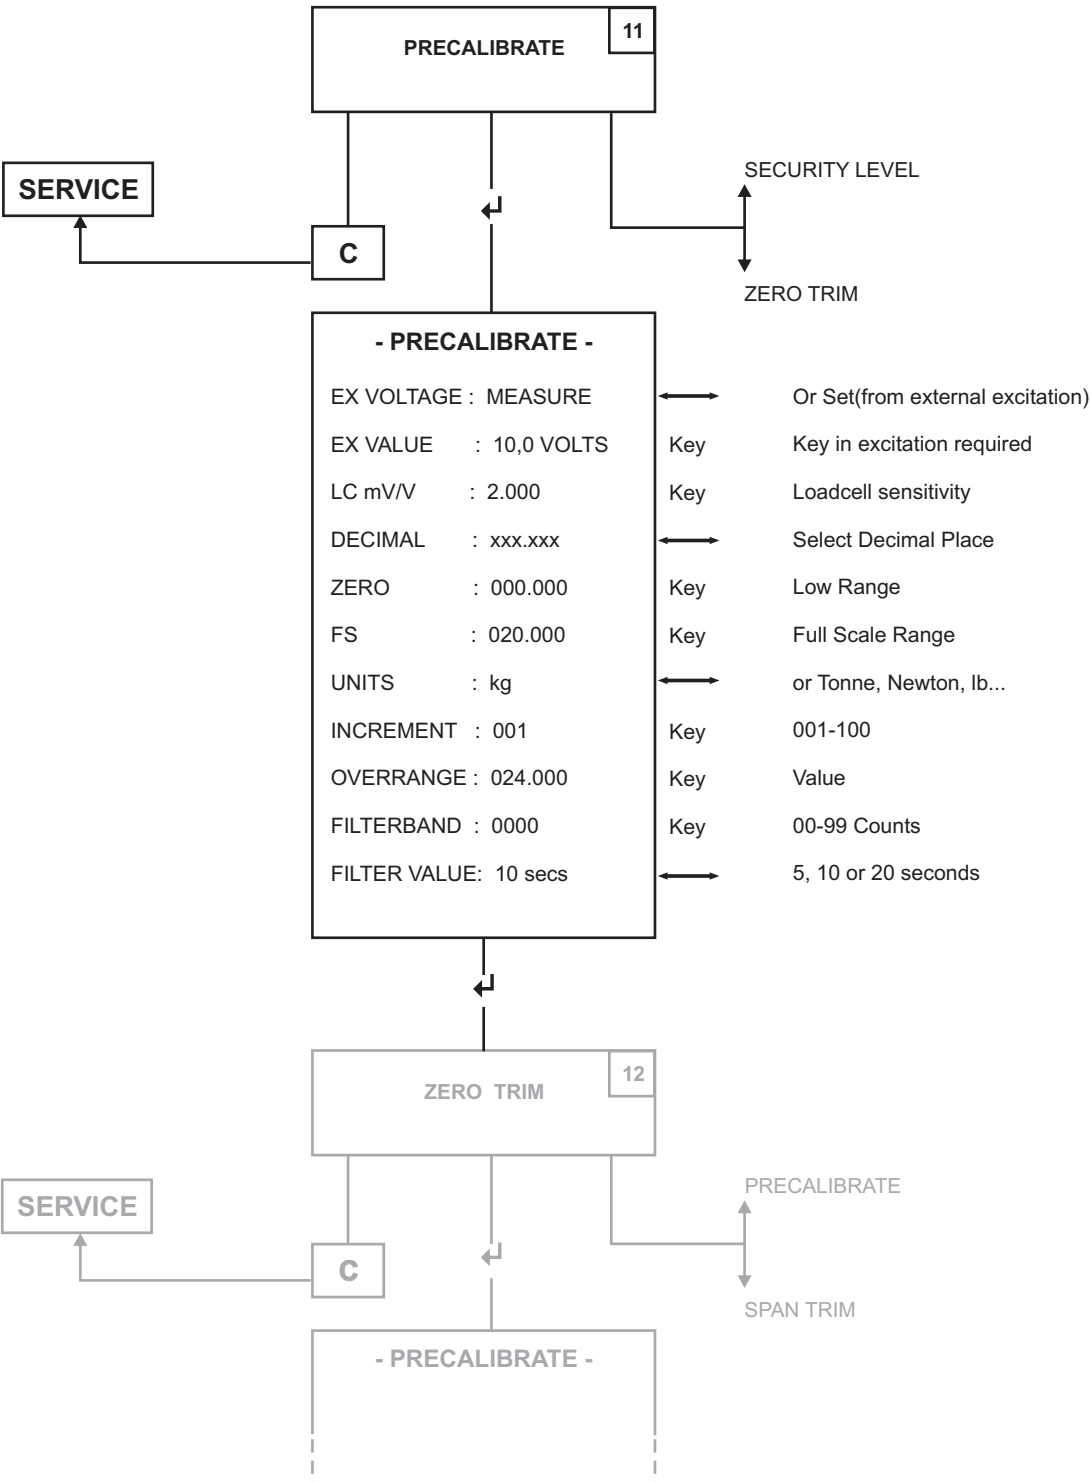 PRECALIBRATE 11
SECURITY LEVEL
SERVICE
C
ZERO TRIM
- PRECALIBRATE -
EX VOLTAGE : MEASURE Or Set(from external excitation)
EX VALUE : 10,0 VOLTS Key Key in excitation required
LC mV/V : 2.000 Key Loadcell sensitivity
DECIMAL : xxx.xxx Select Decimal Place
ZERO : 000.000 Key Low Range
FS : 020.000 Key Full Scale Range
UNITS : kg or Tonne, Newton, lb...
INCREMENT : 001 Key 001-100
OVERRANGE : 024.000 Key Value
FILTERBAND : 0000 Key 00-99 Counts
FILTER VALUE: 10 secs 5, 10 or 20 seconds
ZERO TRIM 12
PRECALIBRATE
SERVICE
C
SPAN TRIM
- PRECALIBRATE -